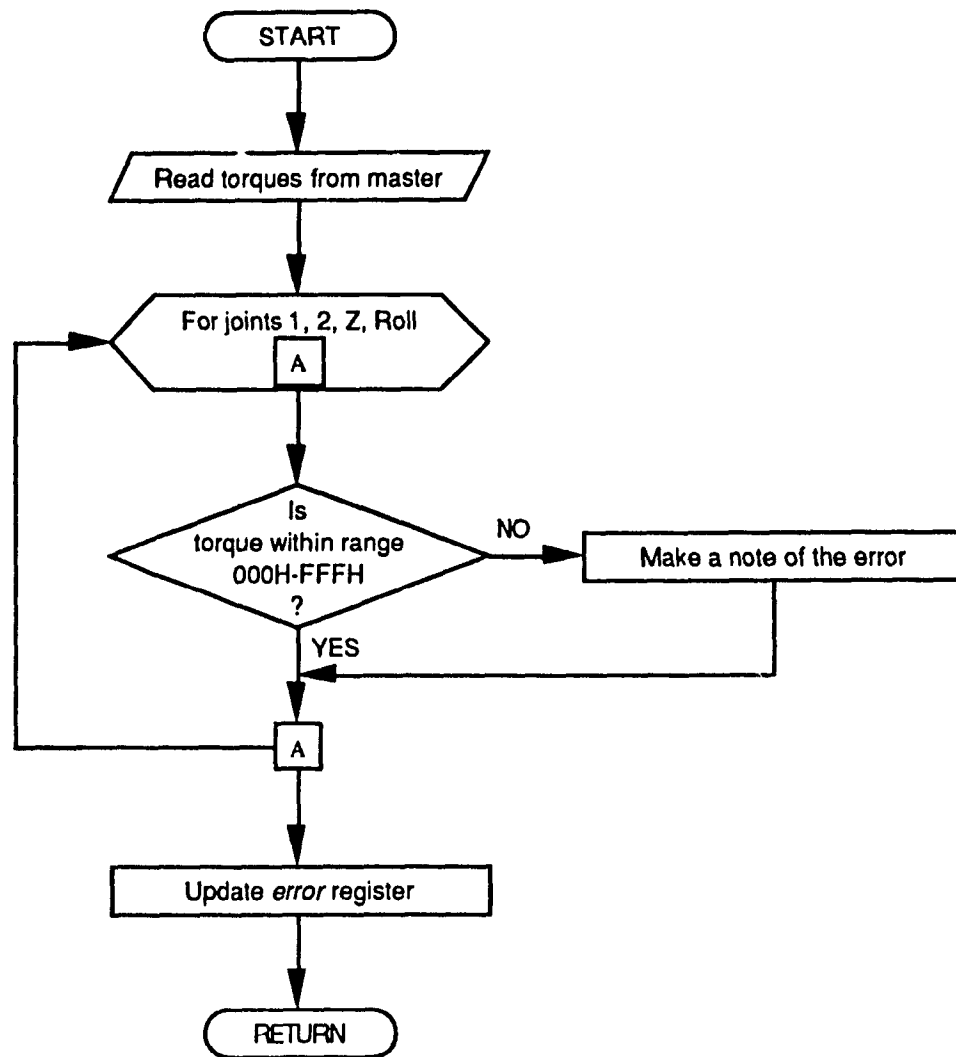 START
Read torques from master
For joints 1, 2, Z, Roll
A
Is
torque within range
000H-FFFH
?
NO
Make a note of the error
YES
A
Update error register
RETURN